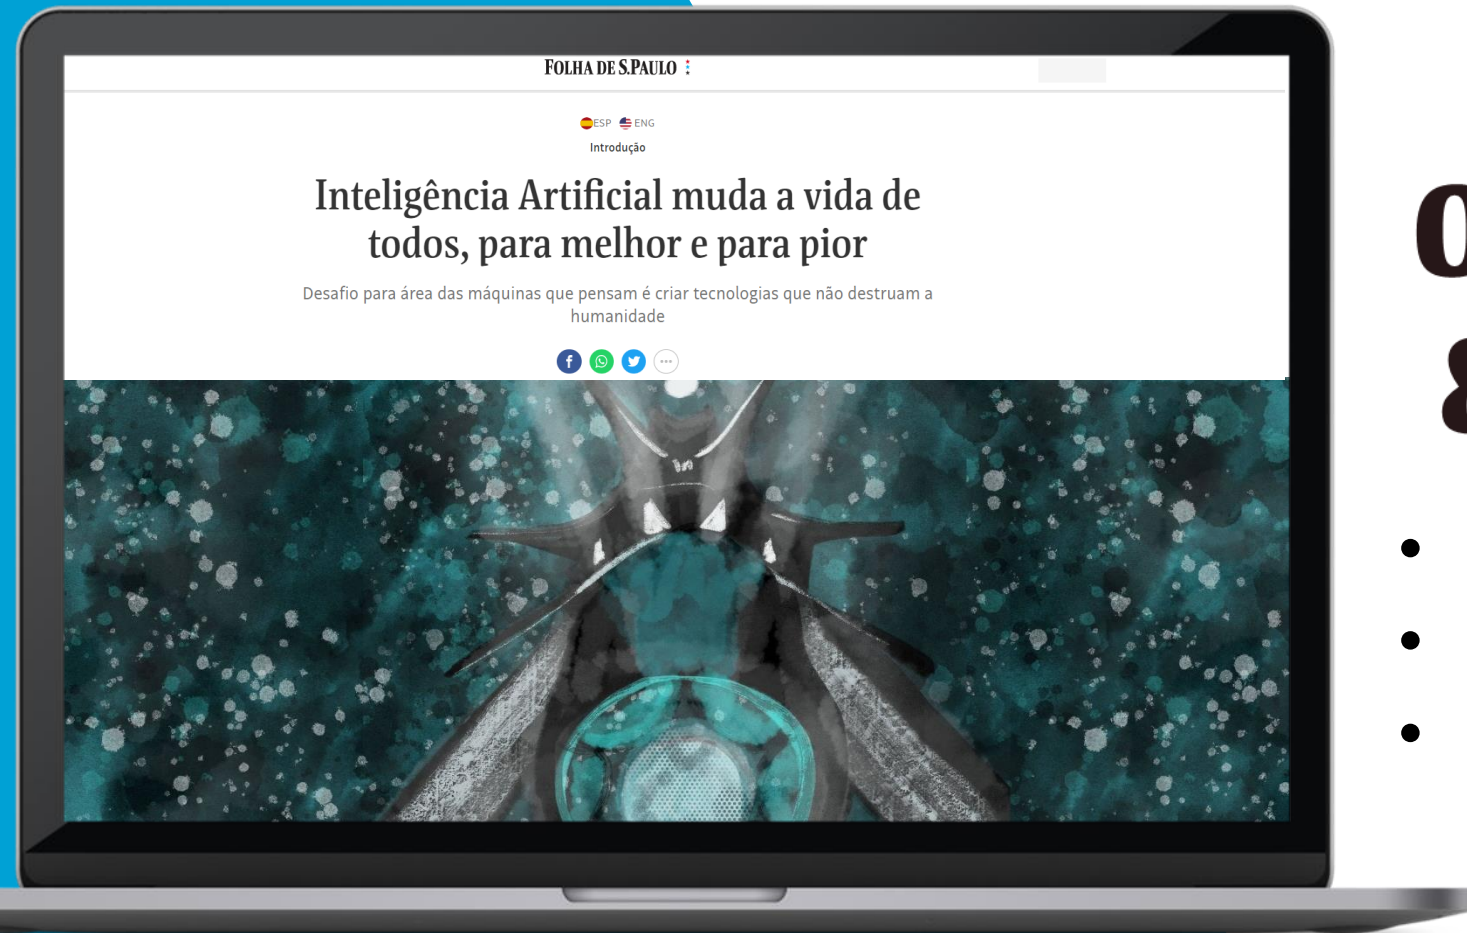 FOLHA DE S.PAULO
ESP ENG
Introdução
Inteligência Artificial muda a vida de
todos, para melhor e para pior
Desafio para área das máquinas que pensam é criar tecnologias que não destruam a
humanidade